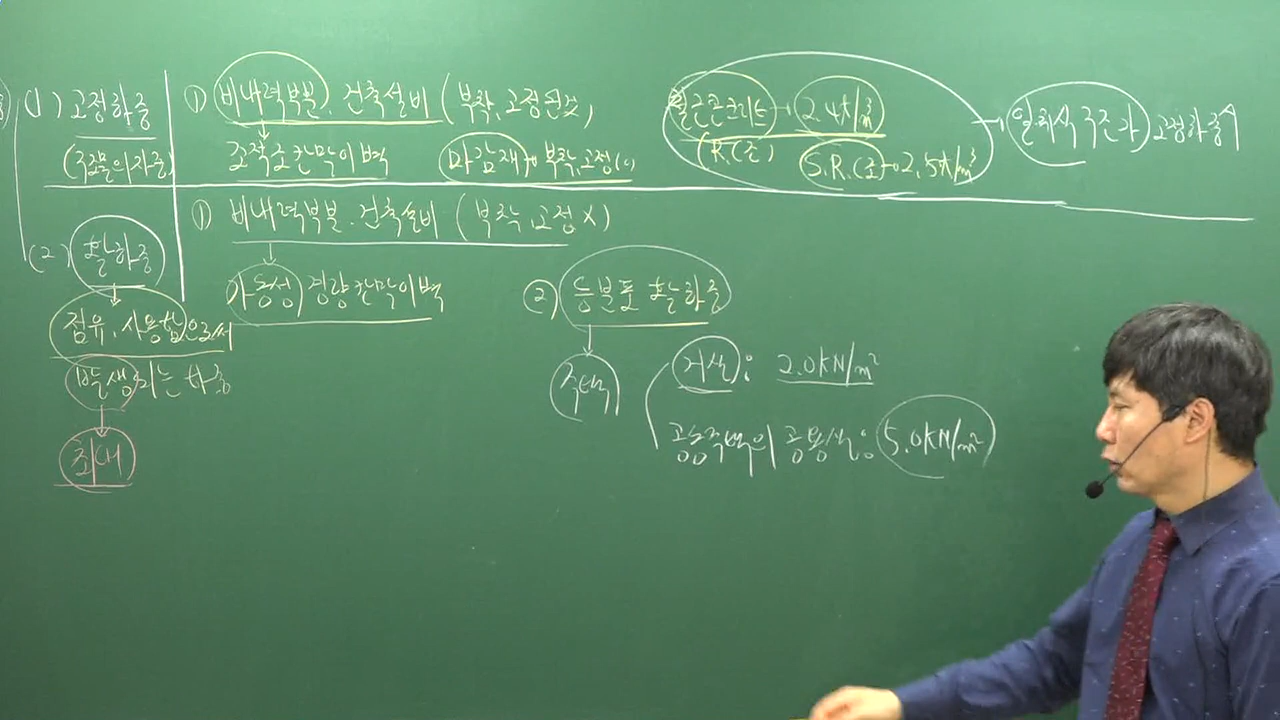 (1) 고정하중
(구조물의 자중)
① 비내력부분, 건축설비 (부착, 고정된 것)
조적조 칸막이벽
마감재 → 부착, 고정(o)
철근콘크리트 → 2.4t/m³
(R.C조)
S.R.C조 → 2.5t/m³
→ 일회식 구조가 고정하중↑
(2) 활하중
점유, 사용함으로써
발생되는 하중
최대
① 비내력부분, 건축설비 (부착, 고정 X)
가동성 경량칸막이벽
② 등분포 활하중
주택
거실: 2.0kN/m²
공동주택의 공용실: 5.0kN/m²